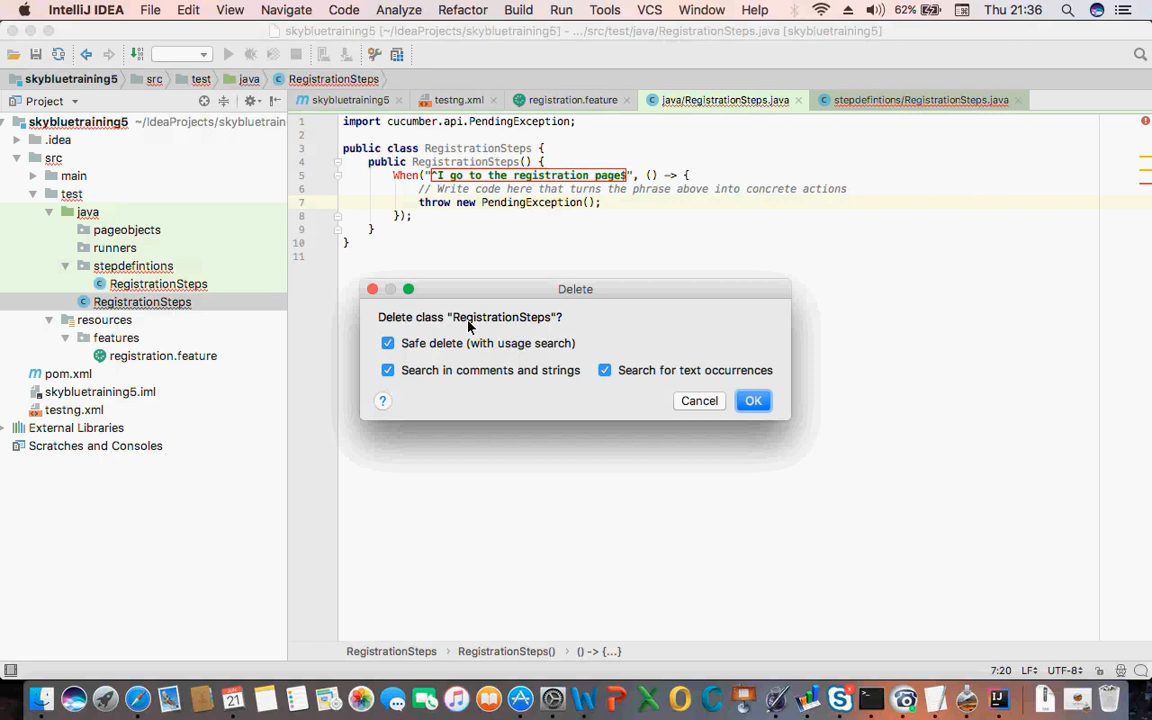 IntelliJ IDEA File Edit View Navigate Code Analyze Refactor Build Run Tools VCS Window Help 62% Thu 21:36
skybluetraining5 [~/IdeaProjects/skybluetraining5] - .../src/test/java/RegistrationSteps.java [skybluetraining5]
skybluetraining5 src test java RegistrationSteps
Project
skybluetraining5 testng.xml registration.feature java/RegistrationSteps.java stepdefintions/RegistrationSteps.java
skybluetraining5 ~/IdeaProjects/skybluetrain
.idea
src
main
test
java
pageobjects
runners
stepdefintions
RegistrationSteps
RegistrationSteps
resources
features
registration.feature
pom.xml
skybluetraining5.iml
testng.xml
External Libraries
Scratches and Consoles
1 import cucumber.api.PendingException;
2
3 public class RegistrationSteps {
4 public RegistrationSteps() {
5 When("^I go to the registration page$", () -> {
6 // Write code here that turns the phrase above into concrete actions
7 throw new PendingException();
8 });
9 }
10 }
11
Delete
Delete class "RegistrationSteps"?
Safe delete (with usage search)
Search in comments and strings Search for text occurrences
? Cancel OK
RegistrationSteps RegistrationSteps() () -> {...}
7:20 LF UTF-8
21